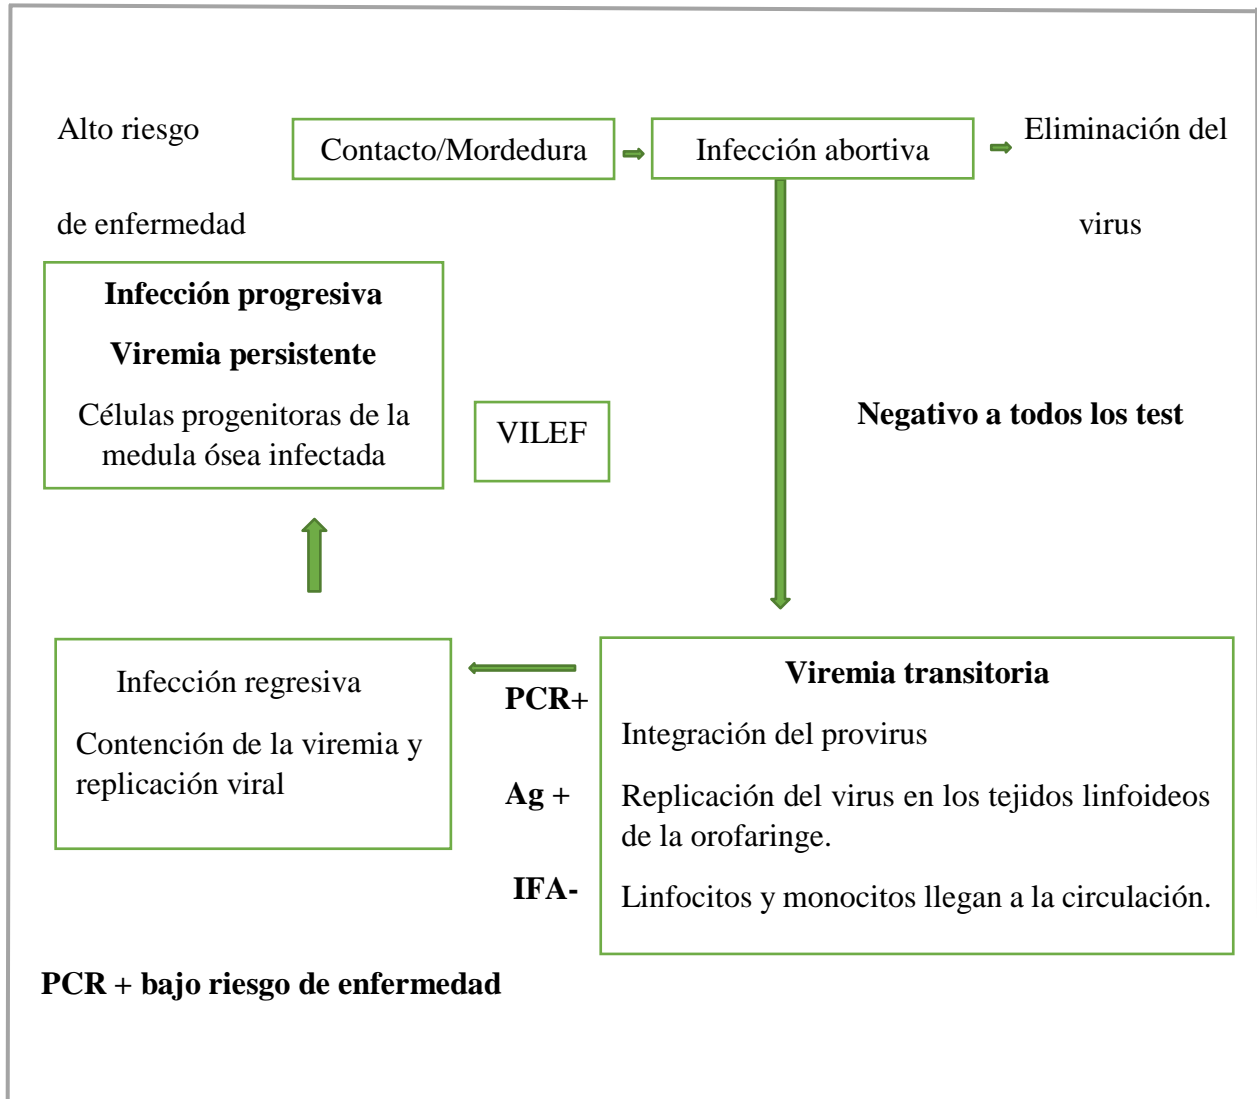 Alto riesgo
de enfermedad
Contacto/Mordedura
Infección abortiva
Eliminación del
virus
Infección progresiva
Viremia persistente
Células progenitoras de la
medula ósea infectada
VILEF
Negativo a todos los test
Infección regresiva
Contención de la viremia y
replicación viral
PCR+
Ag +
IFA-
Viremia transitoria
Integración del provirus
Replicación del virus en los tejidos linfoideos
de la orofaringe.
Linfocitos y monocitos llegan a la circulación.
PCR + bajo riesgo de enfermedad